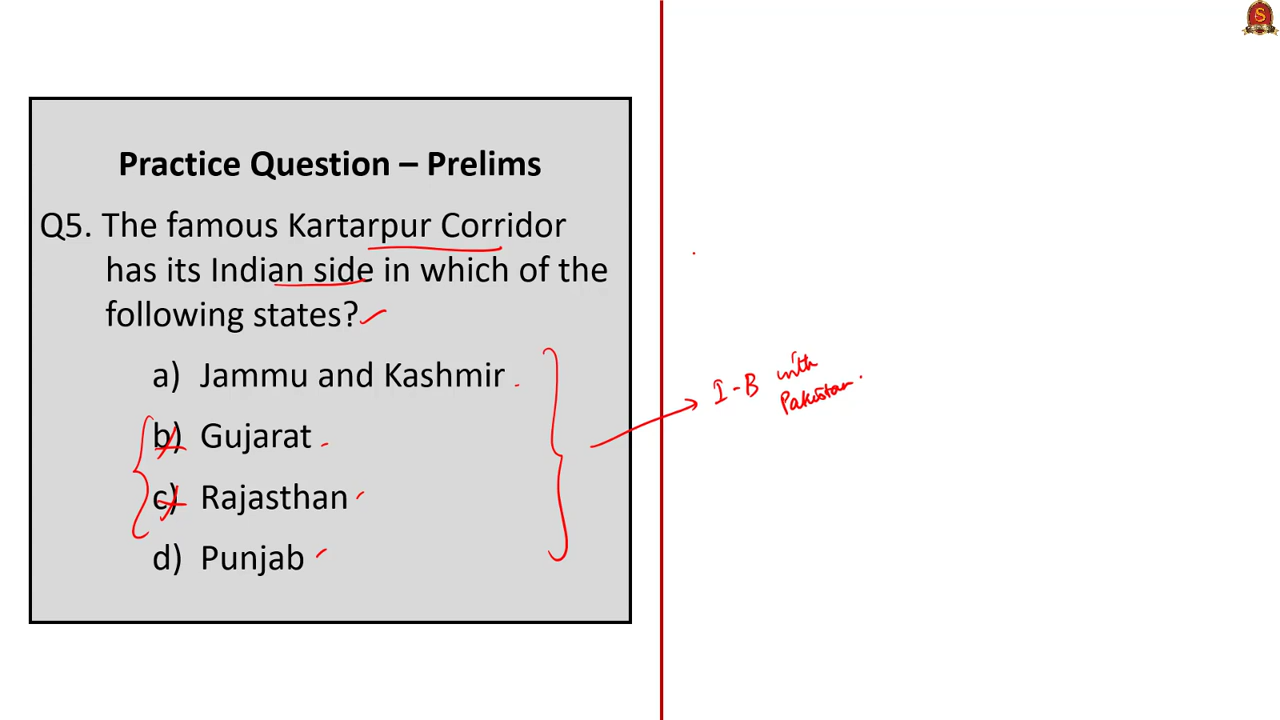 Practice Question – Prelims
Q5. The famous Kartarpur Corridor
has its Indian side in which of the
following states?
a) Jammu and Kashmir
b) Gujarat
c) Rajasthan
d) Punjab
I-B with
Pakistan.
S